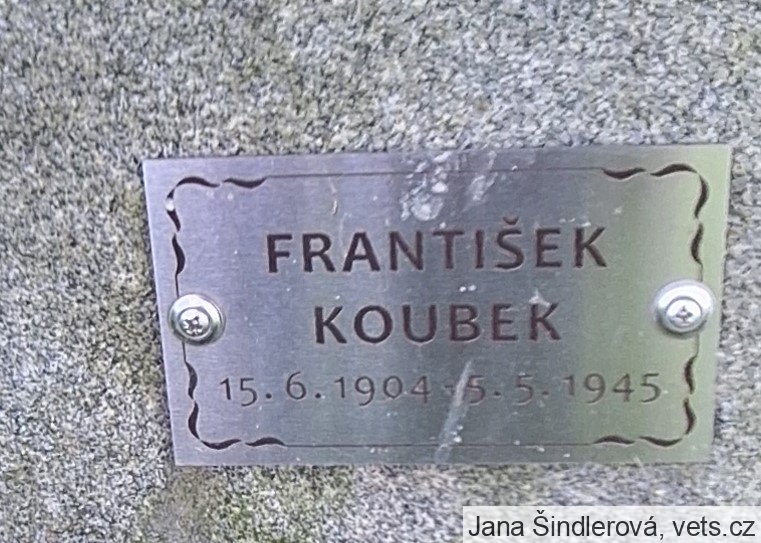 FRANTIŠEK
KOUBEK
15.6.1904-5.5.1945
Jana Šindlerová, vets.cz